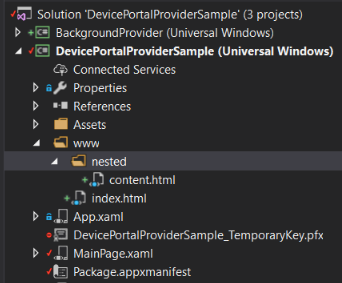 Solution 'DevicePortalProviderSample' (3 projects)
BackgroundProvider (Universal Windows)
DevicePortalProviderSample (Universal Windows)
Connected Services
Properties
References
Assets
www
nested
content.html
index.html
App.xaml
DevicePortalProviderSample_TemporaryKey.pfx
MainPage.xaml
Package.appxmanifest